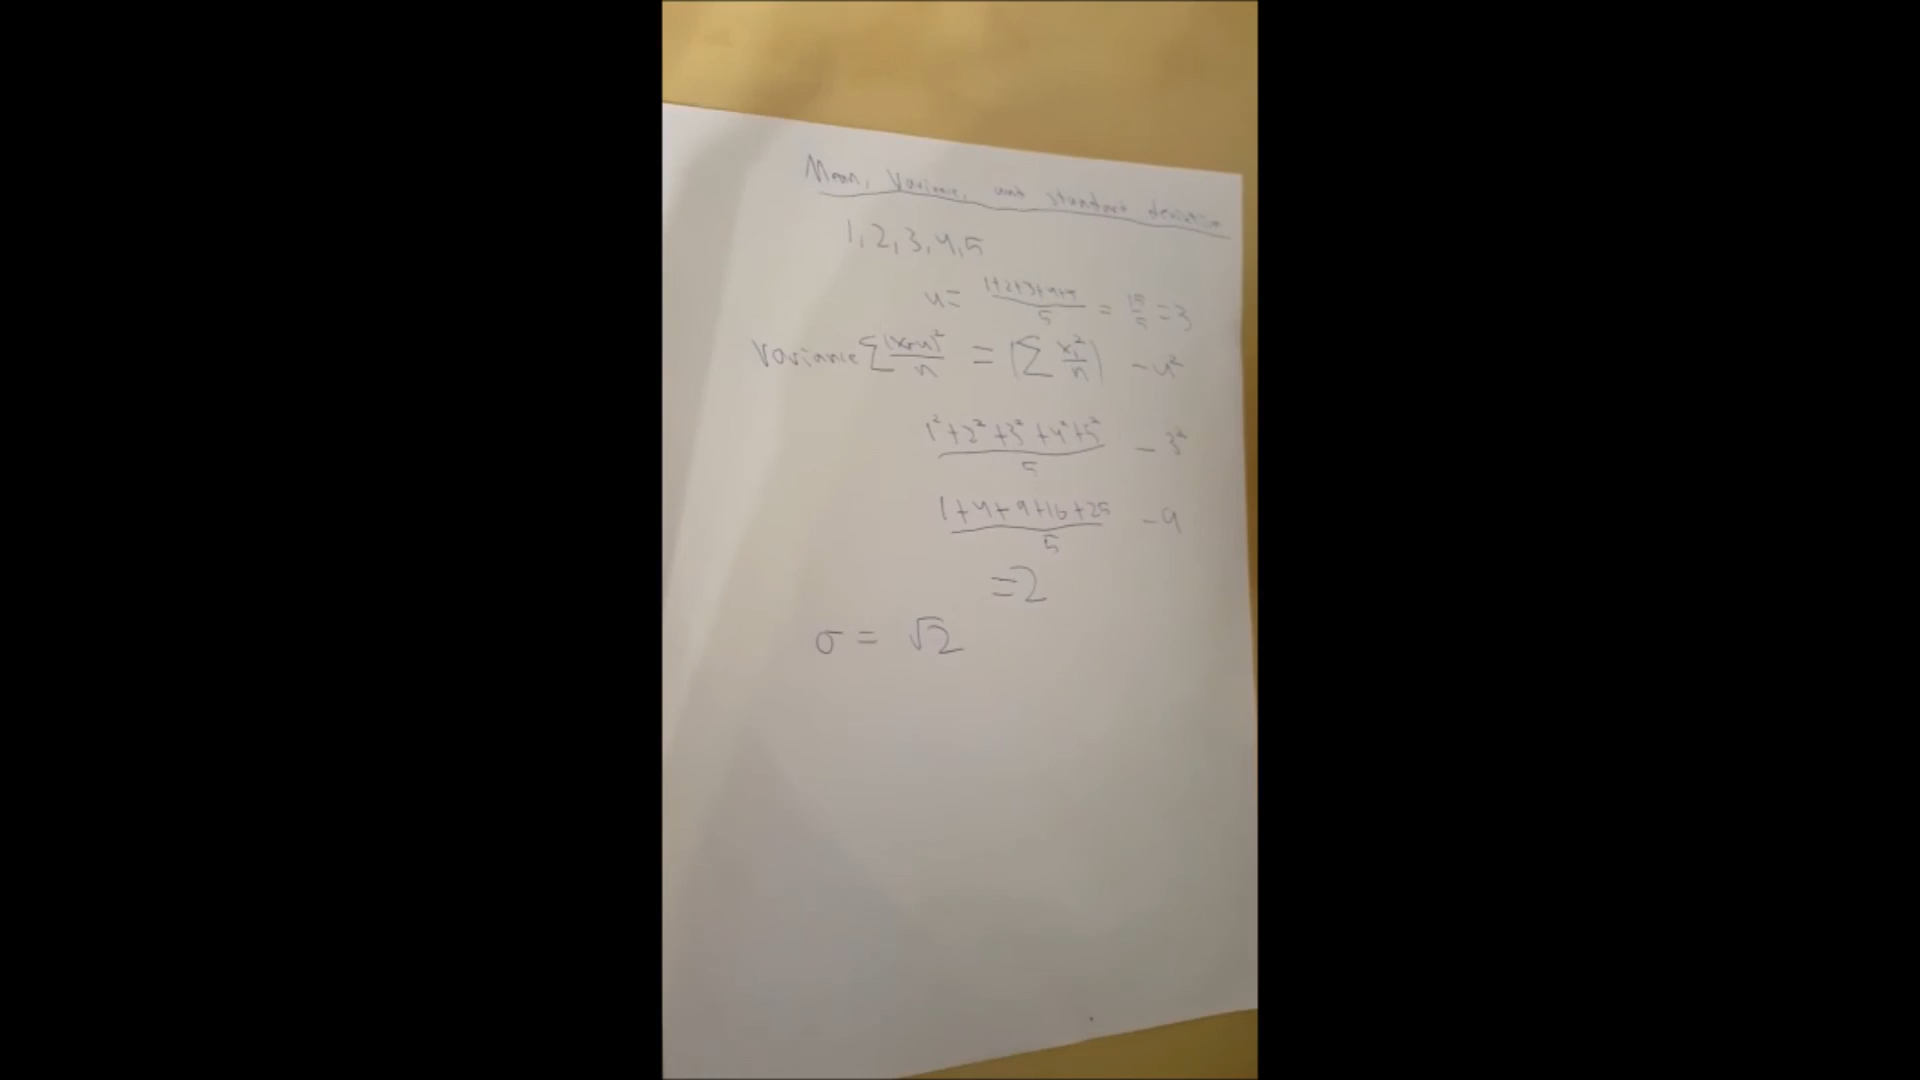 Mean, Variance, and standard deviation
1, 2, 3, 4, 5
u = (1+2+3+4+5)/5 = 15/5 = 3
Variance ∑ (x-u)²/n = (∑ xᵢ²/n) - u²
(1² + 2² + 3² + 4² + 5²)/5 - 3²
(1 + 4 + 9 + 16 + 25)/5 - 9
= 2
σ = √2